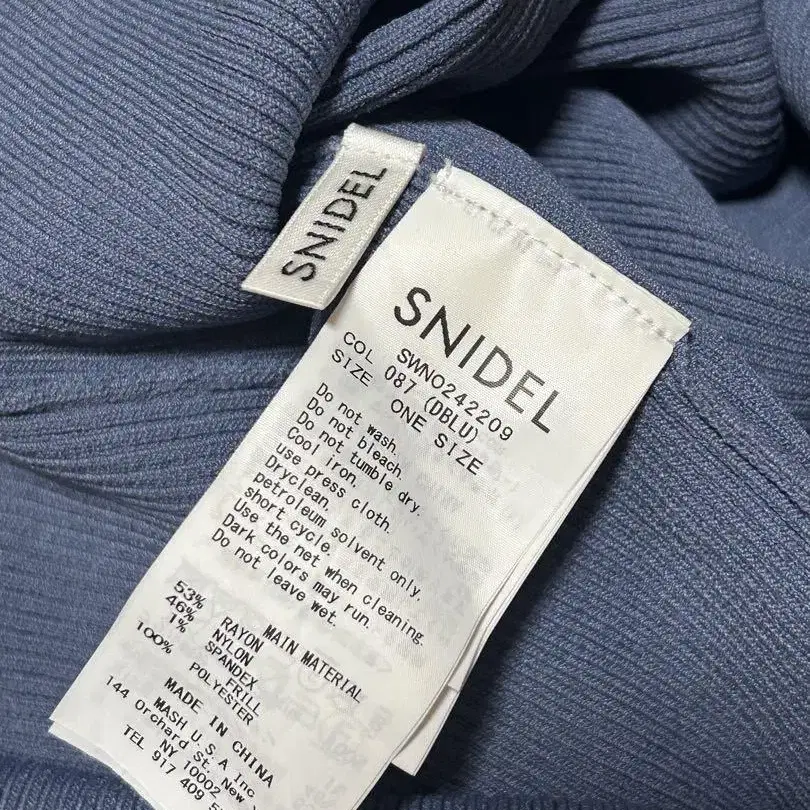 SNIDEL
SNIDEL
SWNO242209
COL 087 (DBLU)
SIZE ONE SIZE
Do not wash.
Do not bleach.
Do not tumble dry.
Cool iron.
use press cloth.
Dryclean.
petroleum solvent only.
short cycle.
Use the net when cleaning.
Dark colors may run.
Do not leave wet.
MAIN MATERIAL
53% RAYON
46% NYLON
1% SPANDEX
FRILL
100% POLYESTER
MADE IN CHINA
MASH U.S.A Inc
144 Orchard St. New
NY 10002
TEL 917 409